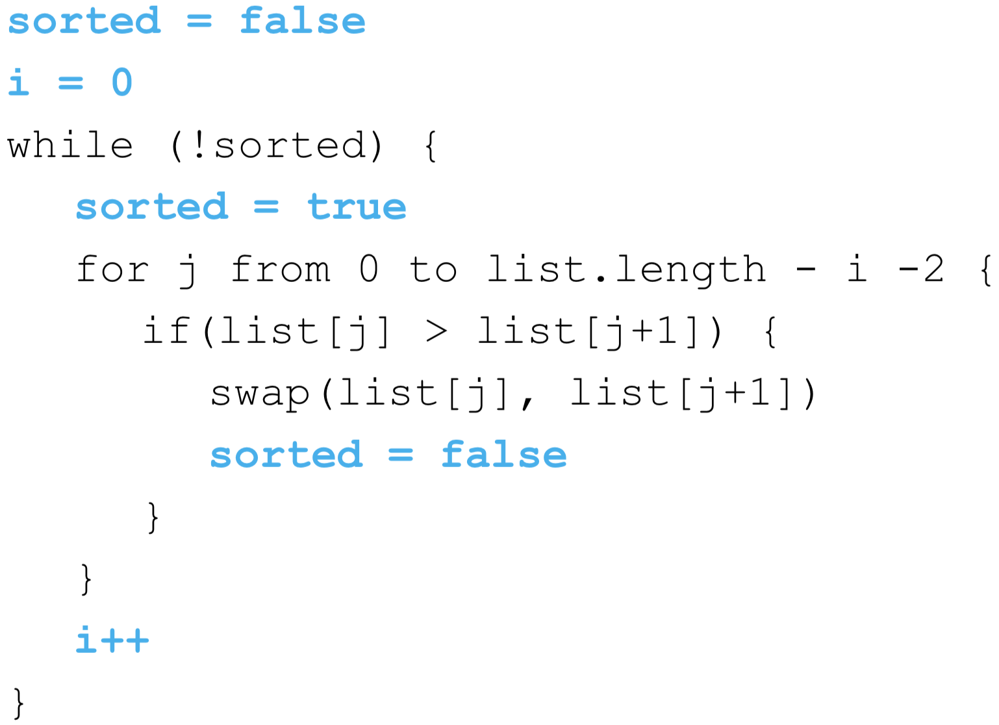 sorted = false
i = 0
while (!sorted) {
   sorted = true
   for j from 0 to list.length - i -2 {
      if(list[j] > list[j+1]) {
         swap(list[j], list[j+1])
         sorted = false
      }
   }
   i++
}